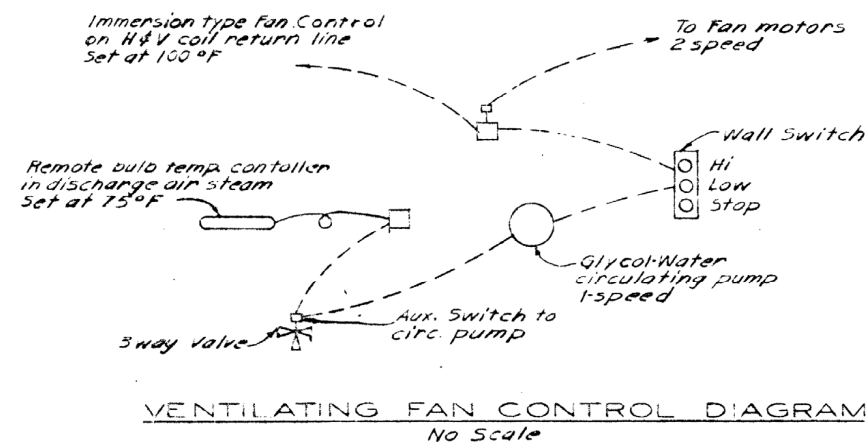 Immersion type Fan Control
on H&V coil return line
Set at 100°F
To Fan motors
2 speed
Wall Switch
Hi
Low
Stop
Remote bulb temp. contoller
in discharge air steam
Set at 75°F
Glycol-Water
circulating pump
1-speed
Aux. Switch to
circ. pump
3 way Valve
VENTILATING FAN CONTROL DIAGRAM
No Scale